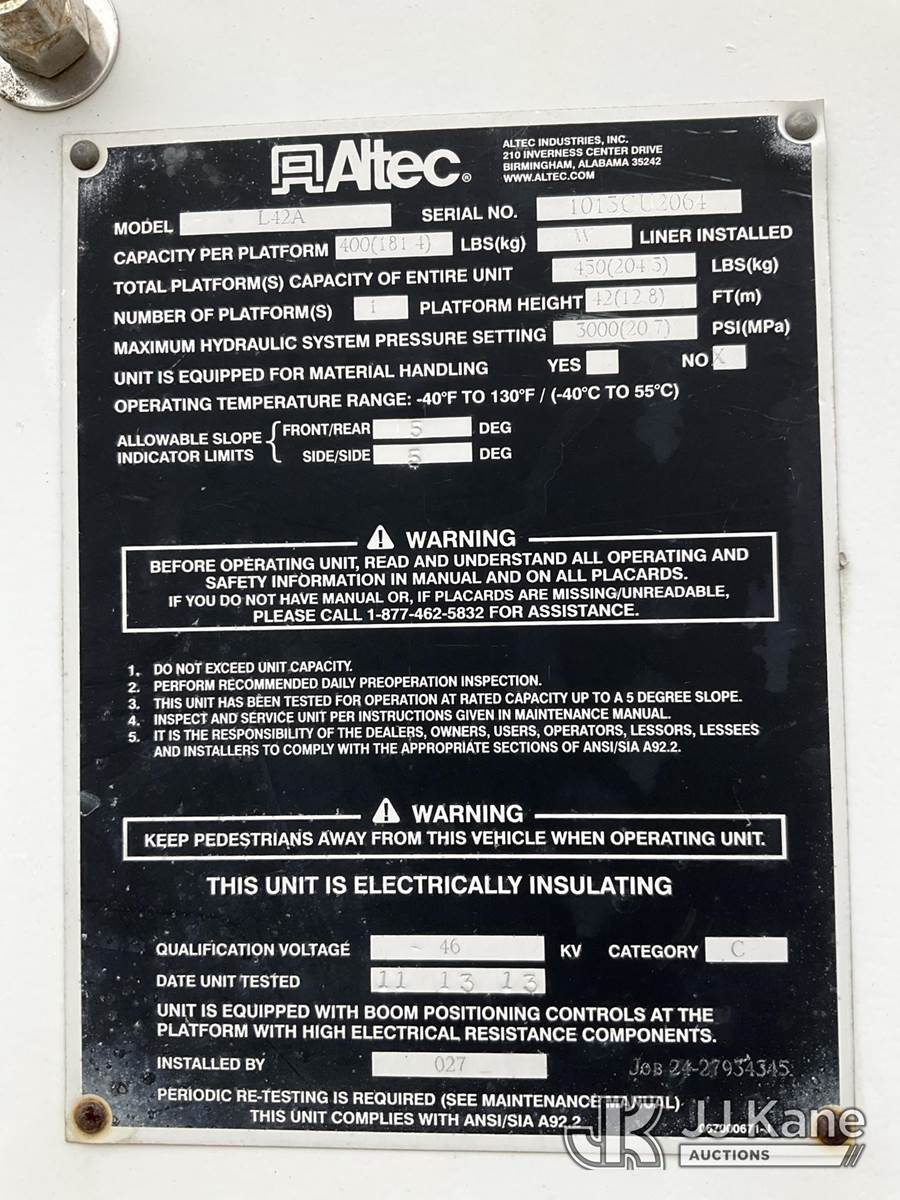 Altec®
ALTEC INDUSTRIES, INC.
210 INVERNESS CENTER DRIVE
BIRMINGHAM, ALABAMA 35242
WWW.ALTEC.COM
MODEL L42A SERIAL NO. 1013CU2064
CAPACITY PER PLATFORM 400(181.4) LBS(kg) W LINER INSTALLED
TOTAL PLATFORM(S) CAPACITY OF ENTIRE UNIT 450(204.5) LBS(kg)
NUMBER OF PLATFORM(S) 1 PLATFORM HEIGHT 42(12.8) FT(m)
MAXIMUM HYDRAULIC SYSTEM PRESSURE SETTING 3000(20.7) PSI(MPa)
UNIT IS EQUIPPED FOR MATERIAL HANDLING YES NO X
OPERATING TEMPERATURE RANGE: -40°F TO 130°F / (-40°C TO 55°C)
ALLOWABLE SLOPE INDICATOR LIMITS
FRONT/REAR 5 DEG
SIDE/SIDE 5 DEG
WARNING
BEFORE OPERATING UNIT, READ AND UNDERSTAND ALL OPERATING AND
SAFETY INFORMATION IN MANUAL AND ON ALL PLACARDS.
IF YOU DO NOT HAVE MANUAL OR, IF PLACARDS ARE MISSING/UNREADABLE,
PLEASE CALL 1-877-462-5832 FOR ASSISTANCE.
1. DO NOT EXCEED UNIT CAPACITY.
2. PERFORM RECOMMENDED DAILY PREOPERATION INSPECTION.
3. THIS UNIT HAS BEEN TESTED FOR OPERATION AT RATED CAPACITY UP TO A 5 DEGREE SLOPE.
4. INSPECT AND SERVICE UNIT PER INSTRUCTIONS GIVEN IN MAINTENANCE MANUAL.
5. IT IS THE RESPONSIBILITY OF THE DEALERS, OWNERS, USERS, OPERATORS, LESSORS, LESSEES
AND INSTALLERS TO COMPLY WITH THE APPROPRIATE SECTIONS OF ANSI/SIA A92.2.
WARNING
KEEP PEDESTRIANS AWAY FROM THIS VEHICLE WHEN OPERATING UNIT.
THIS UNIT IS ELECTRICALLY INSULATING
QUALIFICATION VOLTAGE 46 KV CATEGORY C
DATE UNIT TESTED 11 13 13
UNIT IS EQUIPPED WITH BOOM POSITIONING CONTROLS AT THE
PLATFORM WITH HIGH ELECTRICAL RESISTANCE COMPONENTS.
INSTALLED BY 027 JOB 24-27934345
PERIODIC RE-TESTING IS REQUIRED (SEE MAINTENANCE MANUAL)
THIS UNIT COMPLIES WITH ANSI/SIA A92.2
JK JJ Kane
AUCTIONS